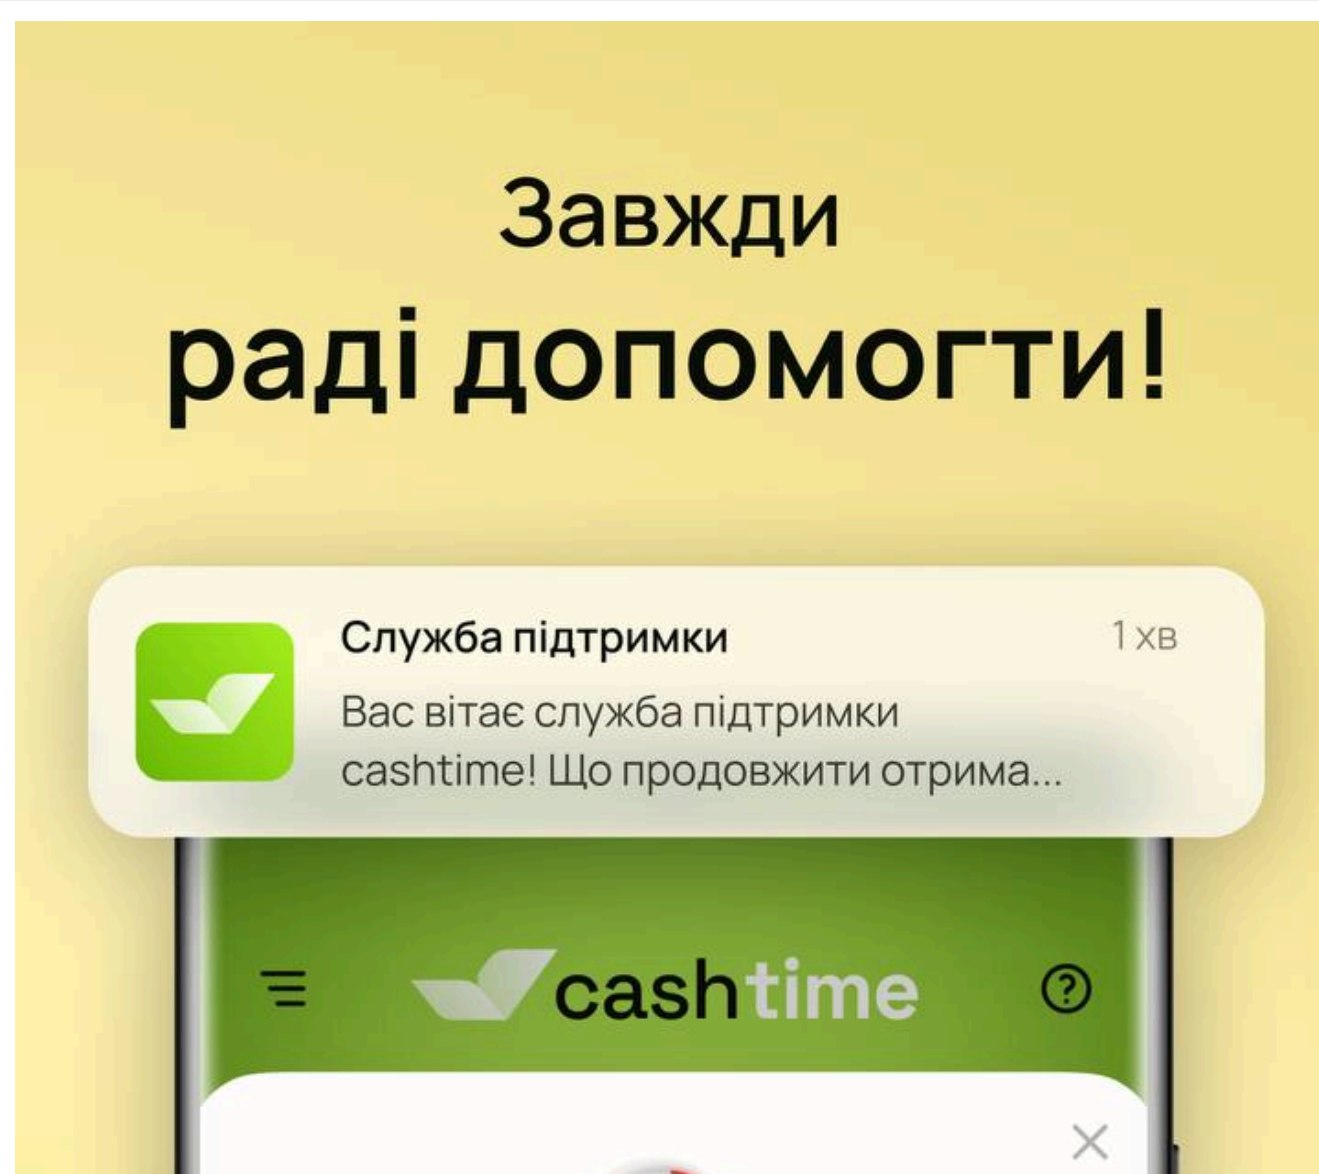 Завжди
раді допомогти!
Служба підтримки
1 хв
Вас вітає служба підтримки
cashtime! Що продовжити отрима...
cashtime